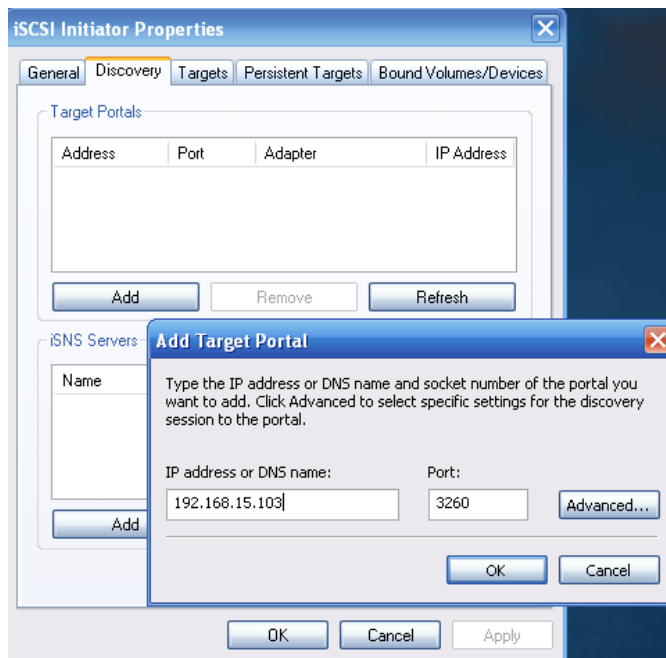 iSCSI Initiator Properties
General Discovery Targets Persistent Targets Bound Volumes/Devices
Target Portals
Address Port Adapter IP Address
Add Remove Refresh
iSNS Servers
Name
Add
Add Target Portal
Type the IP address or DNS name and socket number of the portal you
want to add. Click Advanced to select specific settings for the discovery
session to the portal.
IP address or DNS name: Port:
192.168.15.103 3260 Advanced...
OK Cancel
OK Cancel Apply